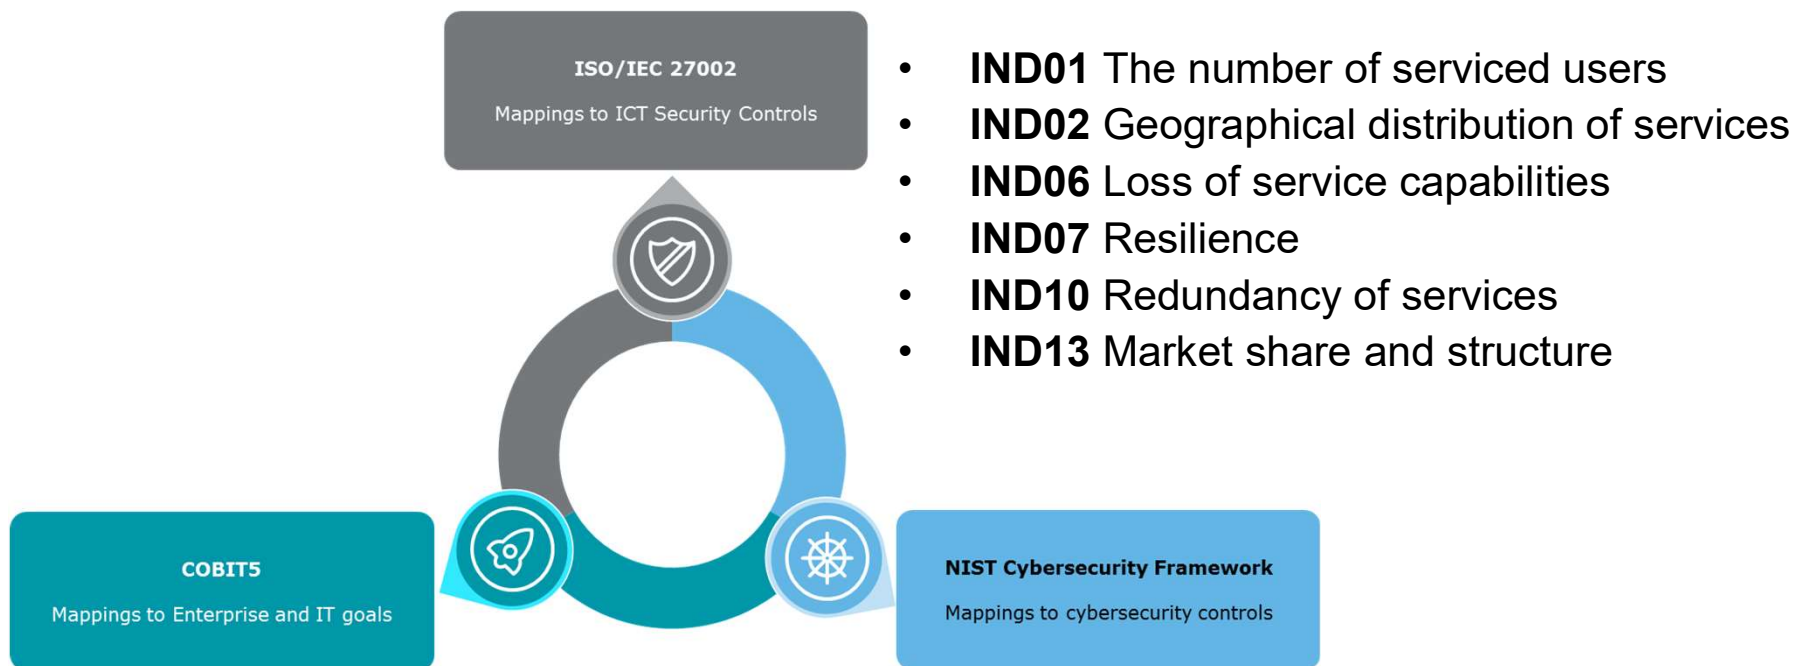 ISO/IEC 27002
Mappings to ICT Security Controls
• IND01 The number of serviced users
• IND02 Geographical distribution of services
• IND06 Loss of service capabilities
• IND07 Resilience
• IND10 Redundancy of services
• IND13 Market share and structure
COBIT5
Mappings to Enterprise and IT goals
NIST Cybersecurity Framework
Mappings to cybersecurity controls